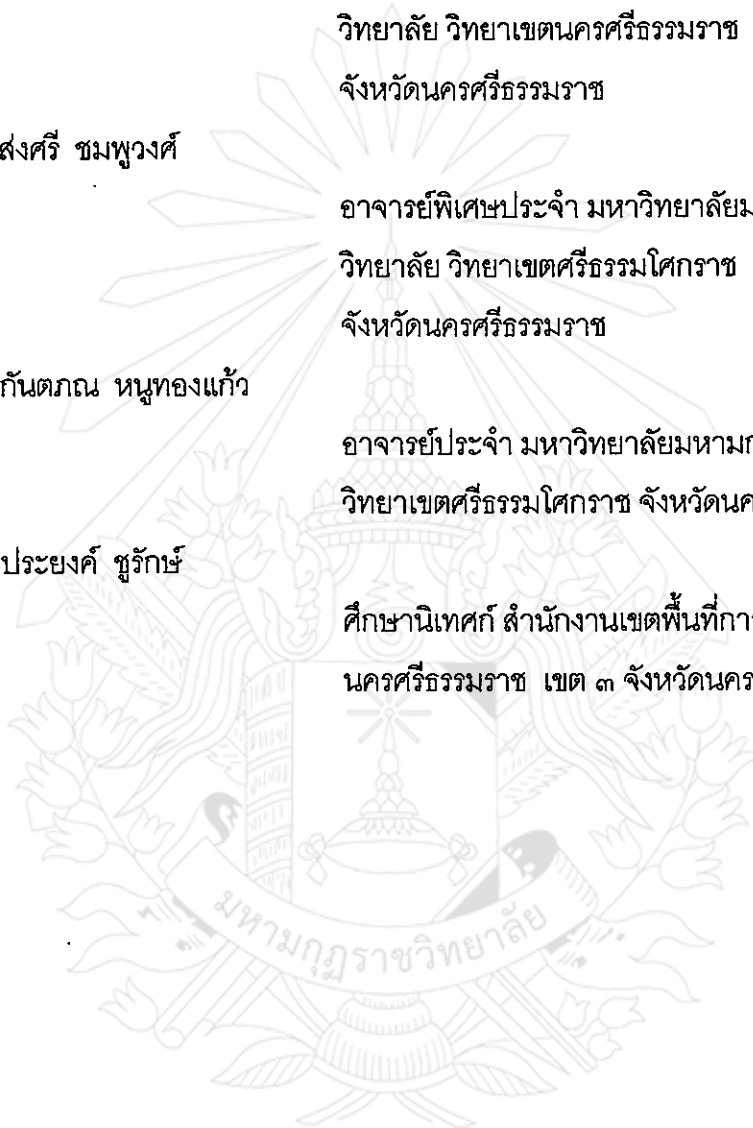 วิทยาลัย วิทยาเขตนครศรีธรรมราช
จังหวัดนครศรีธรรมราช
ส่งศรี ชมพูวงศ์
อาจารย์พิเศษประจำ มหาวิทยาลัยม
วิทยาลัย วิทยาเขตศรีธรรมโศกราช
จังหวัดนครศรีธรรมราช
กันตภณ หนูทองแก้ว
อาจารย์ประจำ มหาวิทยาลัยมหามก
วิทยาเขตศรีธรรมโศกราช จังหวัดนค
ประยงค์ ชูรักษ์
ศึกษานิเทศก์ สำนักงานเขตพื้นที่กา
นครศรีธรรมราช เขต ๓ จังหวัดนคร
มหามกุฏราชวิทยาลัย